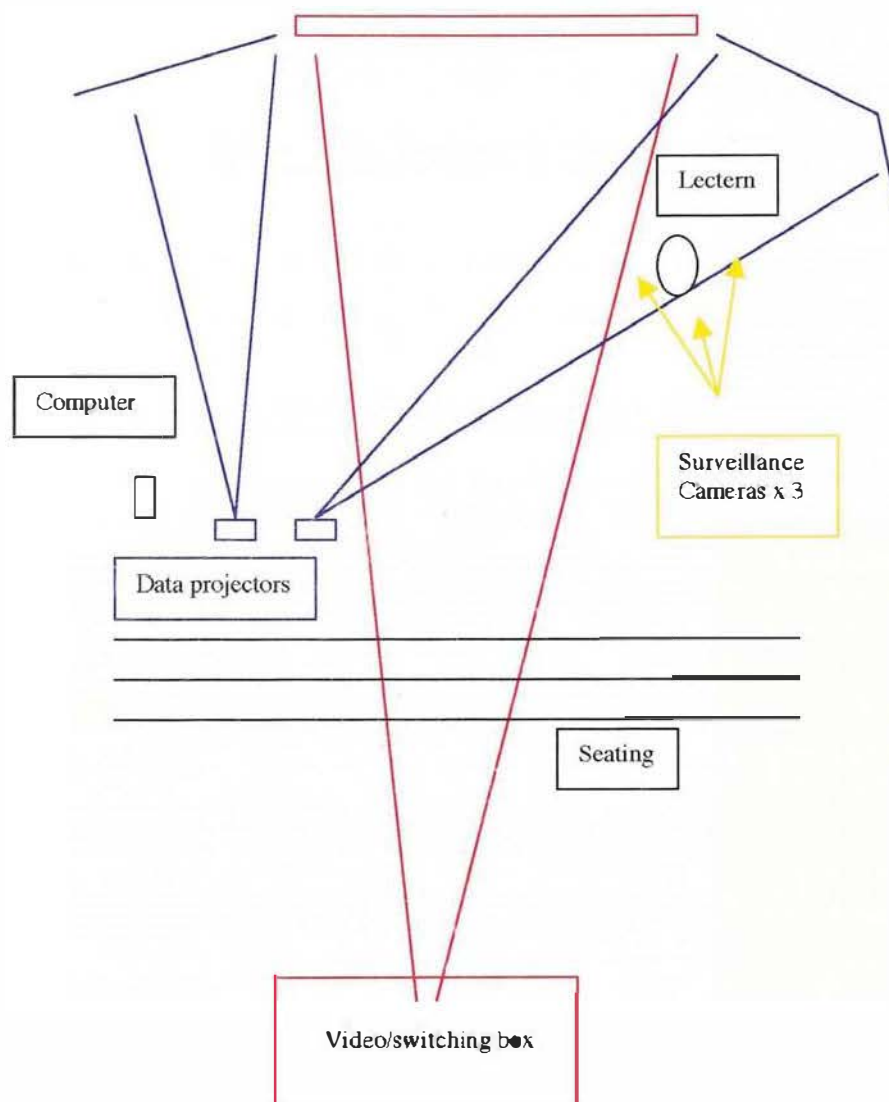 Lectern
Computer
Surveillance
Cameras x 3
Data projectors
Seating
Video/switching box